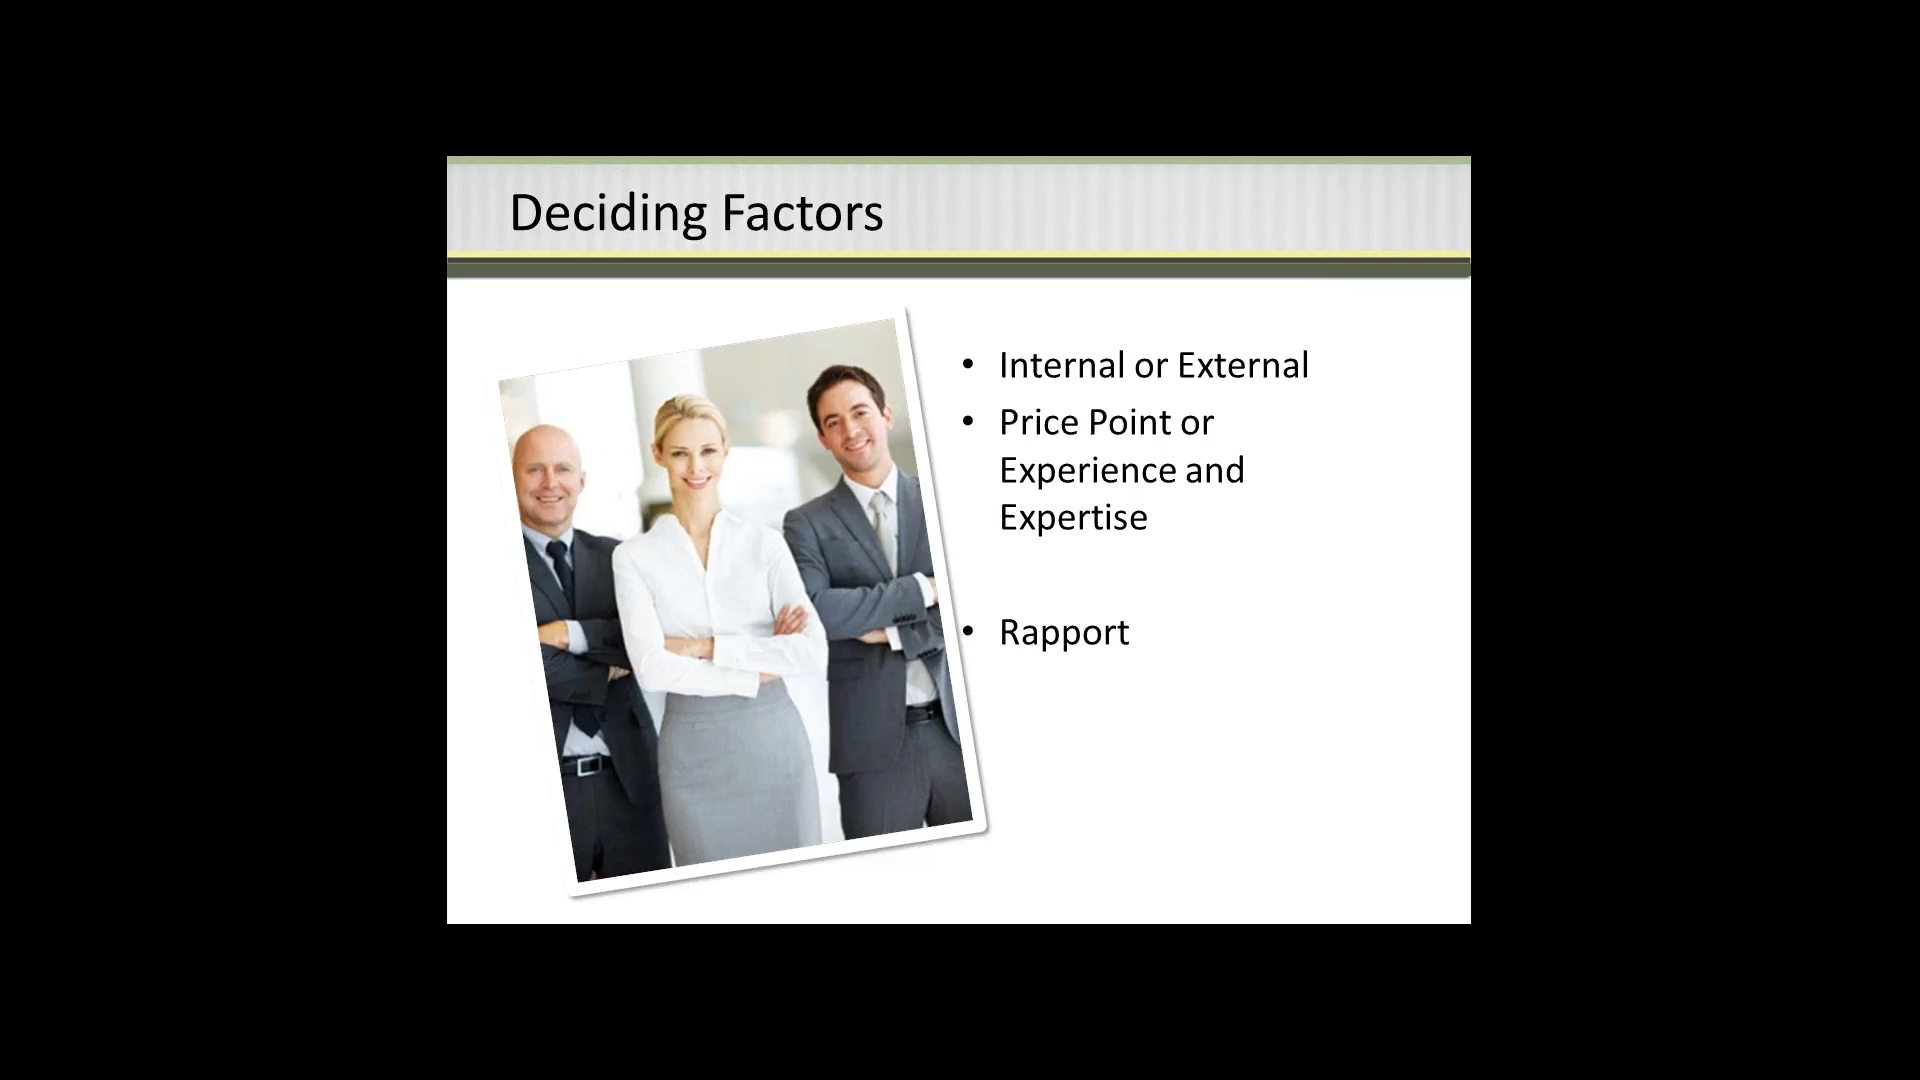 Deciding Factors
• Internal or External
• Price Point or
Experience and
Expertise
• Rapport